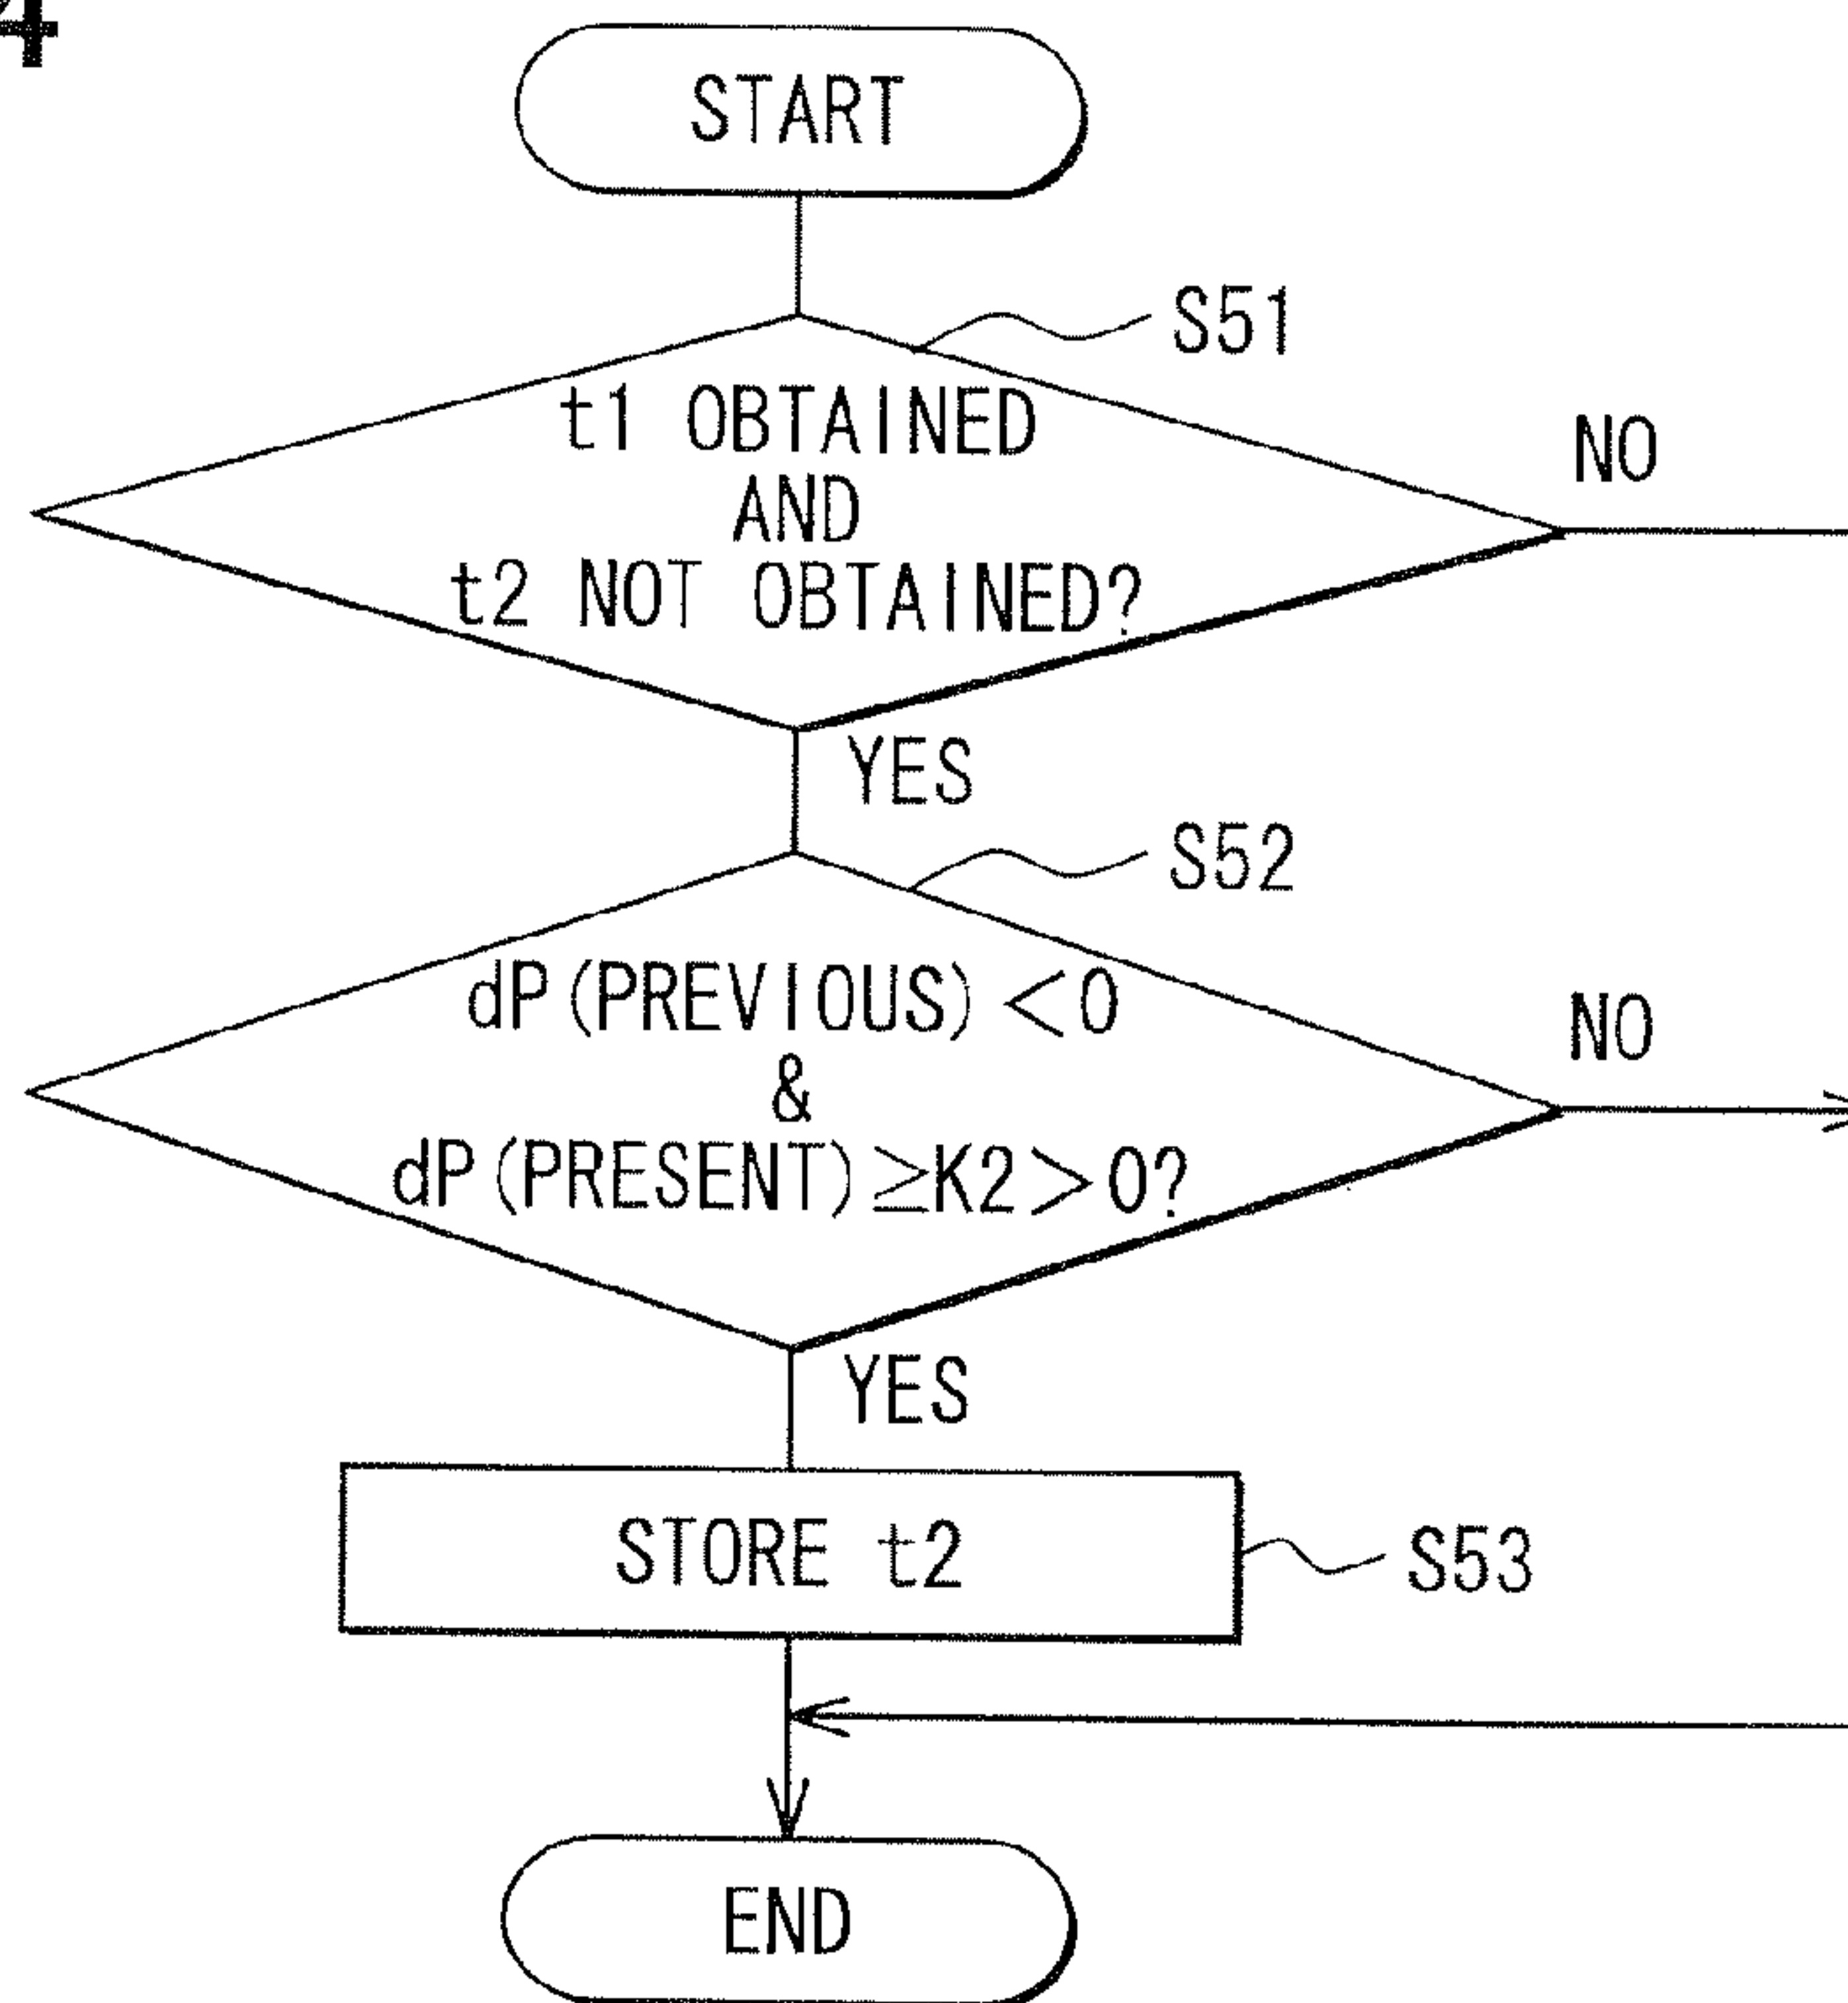 4
START
S51
t1 OBTAINED
AND
t2 NOT OBTAINED?
NO
YES
S52
dP(PREVIOUS)<0
&
dP(PRESENT)≥K2>0?
NO
YES
STORE t2
S53
END